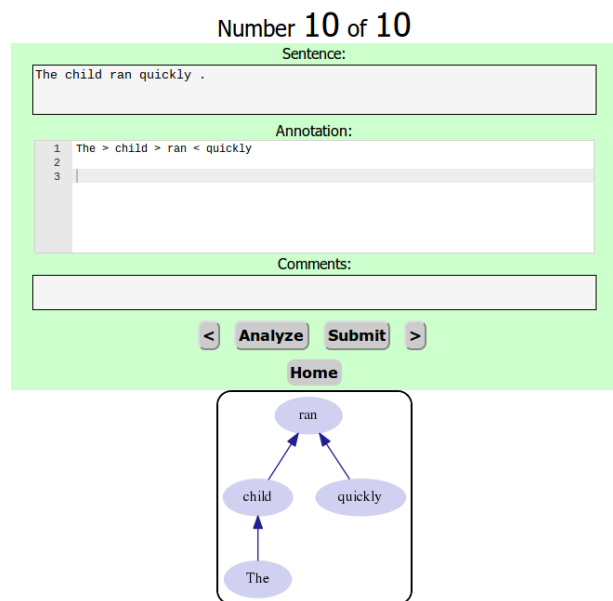 Number 10 of 10
Sentence:
The child ran quickly .
Annotation:
1 The > child > ran < quickly
2
3
Comments:
< Analyze Submit >
Home
ran
child quickly
The